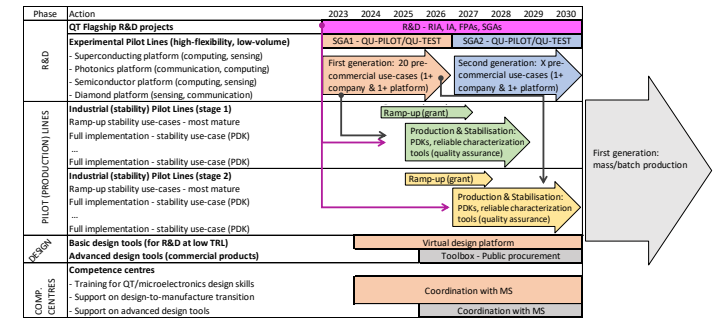 Phase Action 2023 2024 2025 2026 2027 2028 2029 2030
R&D
QT Flagship R&D projects
R&D - RIA, IA, FPAs, SGAs
Experimental Pilot Lines (high-flexibility, low-volume)
SGA1 - QU-PILOT/QU-TEST
SGA2 - QU-PILOT/QU-TEST
- Superconducting platform (computing, sensing)
- Photonics platform (communication, computing)
- Semiconductor platform (computing, sensing)
- Diamond platform (sensing, communication)
First generation: 20 pre-
commercial use-cases (1+
company & 1+ platform)
Second generation: X pre-
commercial use-cases (1+
company & 1+ platform)
PILOT (PRODUCTION) LINES
Industrial (stability) Pilot Lines (stage 1)
Ramp-up stability use-cases - most mature
Full implementation - stability use-case (PDK)
...
Full implementation - stability use-case (PDK)
Ramp-up (grant)
Production & Stabilisation:
PDKs, reliable characterization
tools (quality assurance)
Industrial (stability) Pilot Lines (stage 2)
Ramp-up stability use-cases - most mature
Full implementation - stability use-case (PDK)
...
Full implementation - stability use-case (PDK)
Ramp-up (grant)
Production & Stabilisation:
PDKs, reliable characterization
tools (quality assurance)
First generation:
mass/batch production
DESIGN
Basic design tools (for R&D at low TRL)
Virtual design platform
Advanced design tools (commercial products)
Toolbox - Public procurement
COMP.
CENTRES
Competence centres
- Training for QT/microelectronics design skills
- Support on design-to-manufacture transition
- Support on advanced design tools
Coordination with MS
Coordination with MS